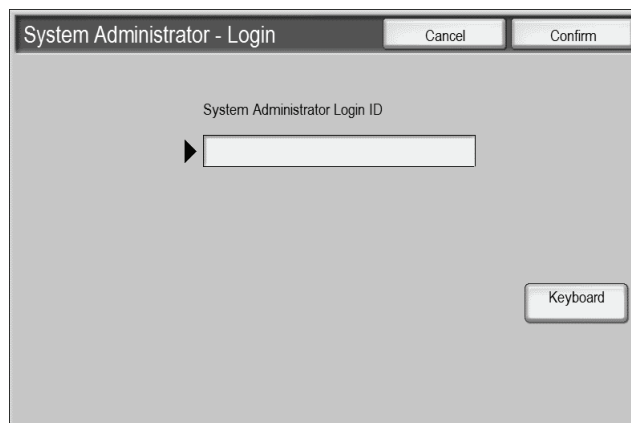 System Administrator - Login
Cancel
Confirm
System Administrator Login ID
Keyboard